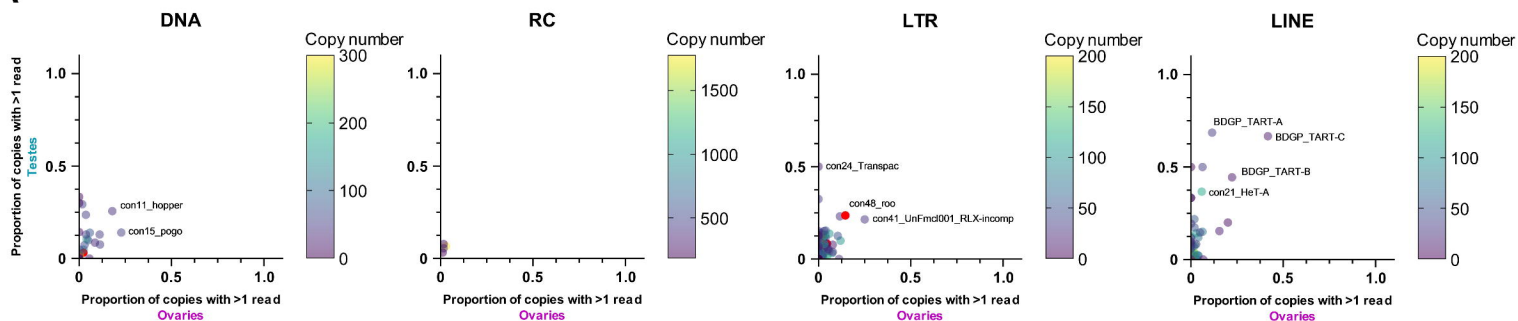 DNA
Proportion of copies with >1 read
Testes
1.0
0.5
0
0
0.5
1.0
con11_hopper
con15_pogo
Proportion of copies with >1 read
Ovaries
Copy number
300
200
100
0
RC
1.0
0.5
0
0
0.5
1.0
Proportion of copies with >1 read
Ovaries
Copy number
1500
1000
500
LTR
1.0
0.5
0
0
0.5
1.0
con24_Transpac
con48_roo
con41_UnFmcl001_RLX-incomp
Proportion of copies with >1 read
Ovaries
Copy number
200
150
100
50
0
LINE
1.0
0.5
0
0
0.5
1.0
BDGP_TART-A
BDGP_TART-C
BDGP_TART-B
con21_HeT-A
Proportion of copies with >1 read
Ovaries
Copy number
200
150
100
50
0